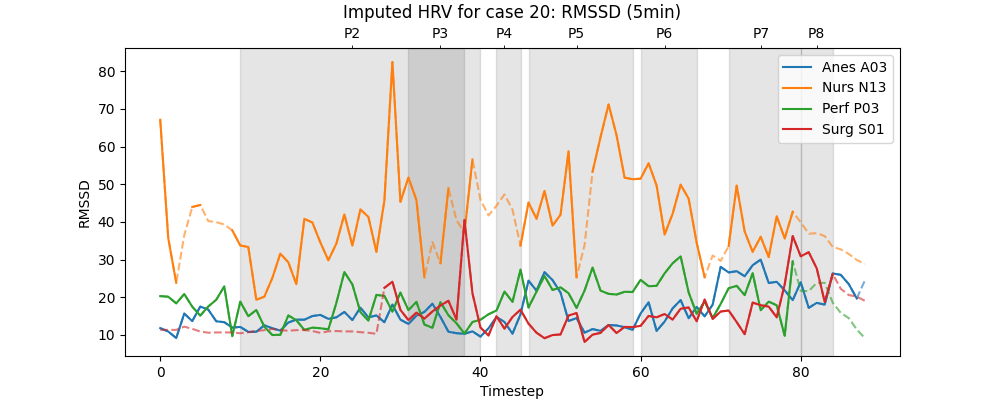 Imputed HRV for case 20: RMSSD (5min)
P2 P3 P4 P5 P6 P7 P8
Anes A03
Nurs N13
Perf P03
Surg S01
RMSSD
80
70
60
50
40
30
20
10
0 20 40 60 80
Timestep